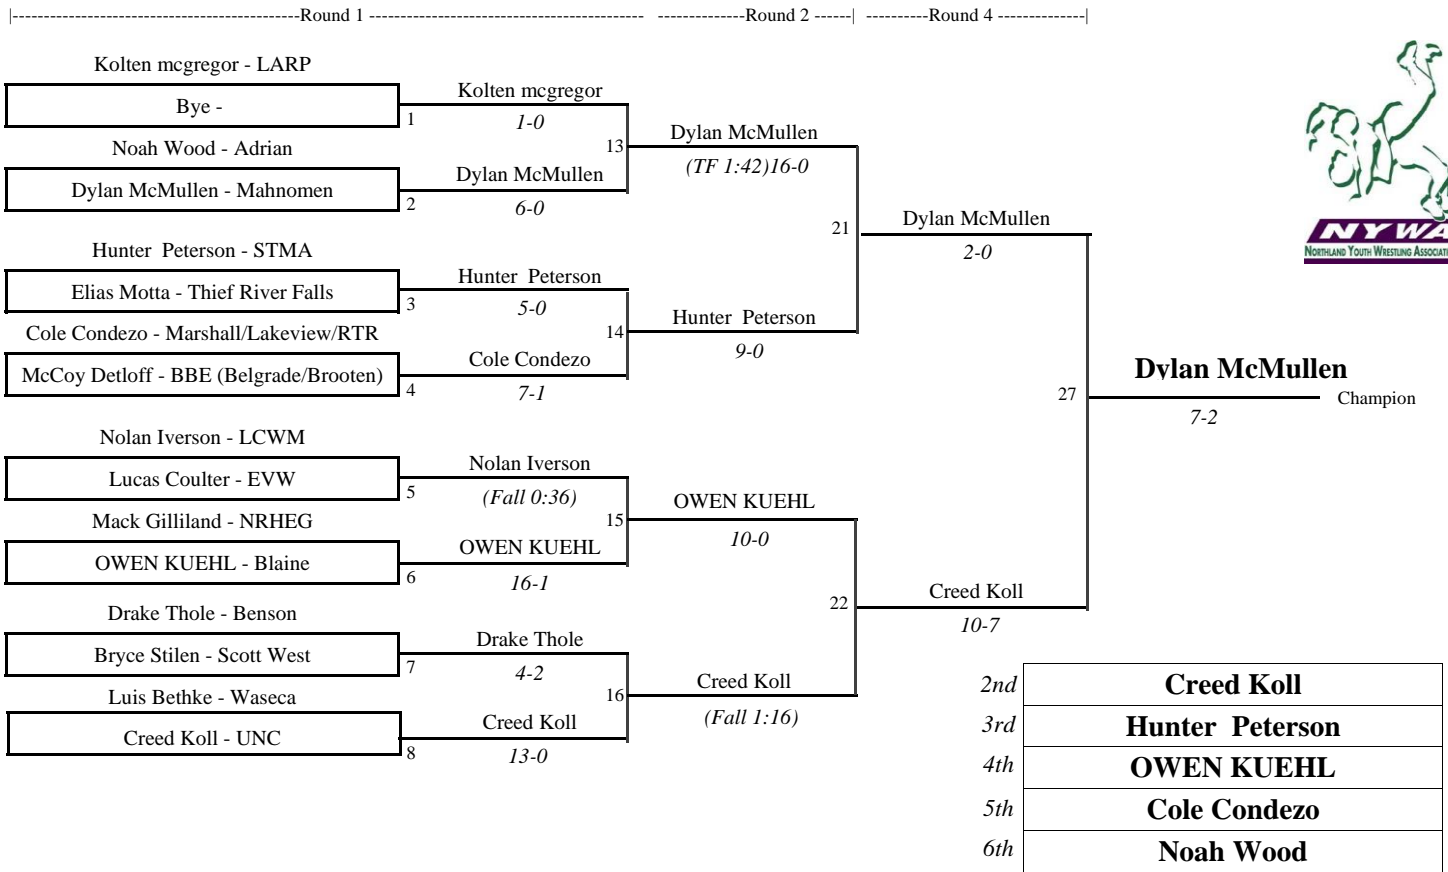 |----------------------------------------------Round 1 -------------------------------------------- --------------Round 2 ------| ----------Round 4 --------------|
Kolten mcgregor - LARP
Bye -
1
Kolten mcgregor
1-0
Noah Wood - Adrian
Dylan McMullen - Mahnomen
2
Dylan McMullen
6-0
13
Dylan McMullen
(TF 1:42)16-0
Hunter  Peterson - STMA
Elias Motta - Thief River Falls
3
Hunter  Peterson
5-0
Cole Condezo - Marshall/Lakeview/RTR
McCoy Detloff - BBE (Belgrade/Brooten)
4
Cole Condezo
7-1
14
Hunter  Peterson
9-0
21
Dylan McMullen
2-0
Nolan Iverson - LCWM
Lucas Coulter - EVW
5
Nolan Iverson
(Fall 0:36)
Mack Gilliland - NRHEG
OWEN KUEHL - Blaine
6
OWEN KUEHL
16-1
15
OWEN KUEHL
10-0
Drake Thole - Benson
Bryce Stilen - Scott West
7
Drake Thole
4-2
Luis Bethke - Waseca
Creed Koll - UNC
8
Creed Koll
13-0
16
Creed Koll
(Fall 1:16)
22
Creed Koll
10-7
27
Dylan McMullen
7-2
Champion
NYWA
NORTHLAND YOUTH WRESTLING ASSOCIAT
2nd Creed Koll
3rd Hunter  Peterson
4th OWEN KUEHL
5th Cole Condezo
6th Noah Wood